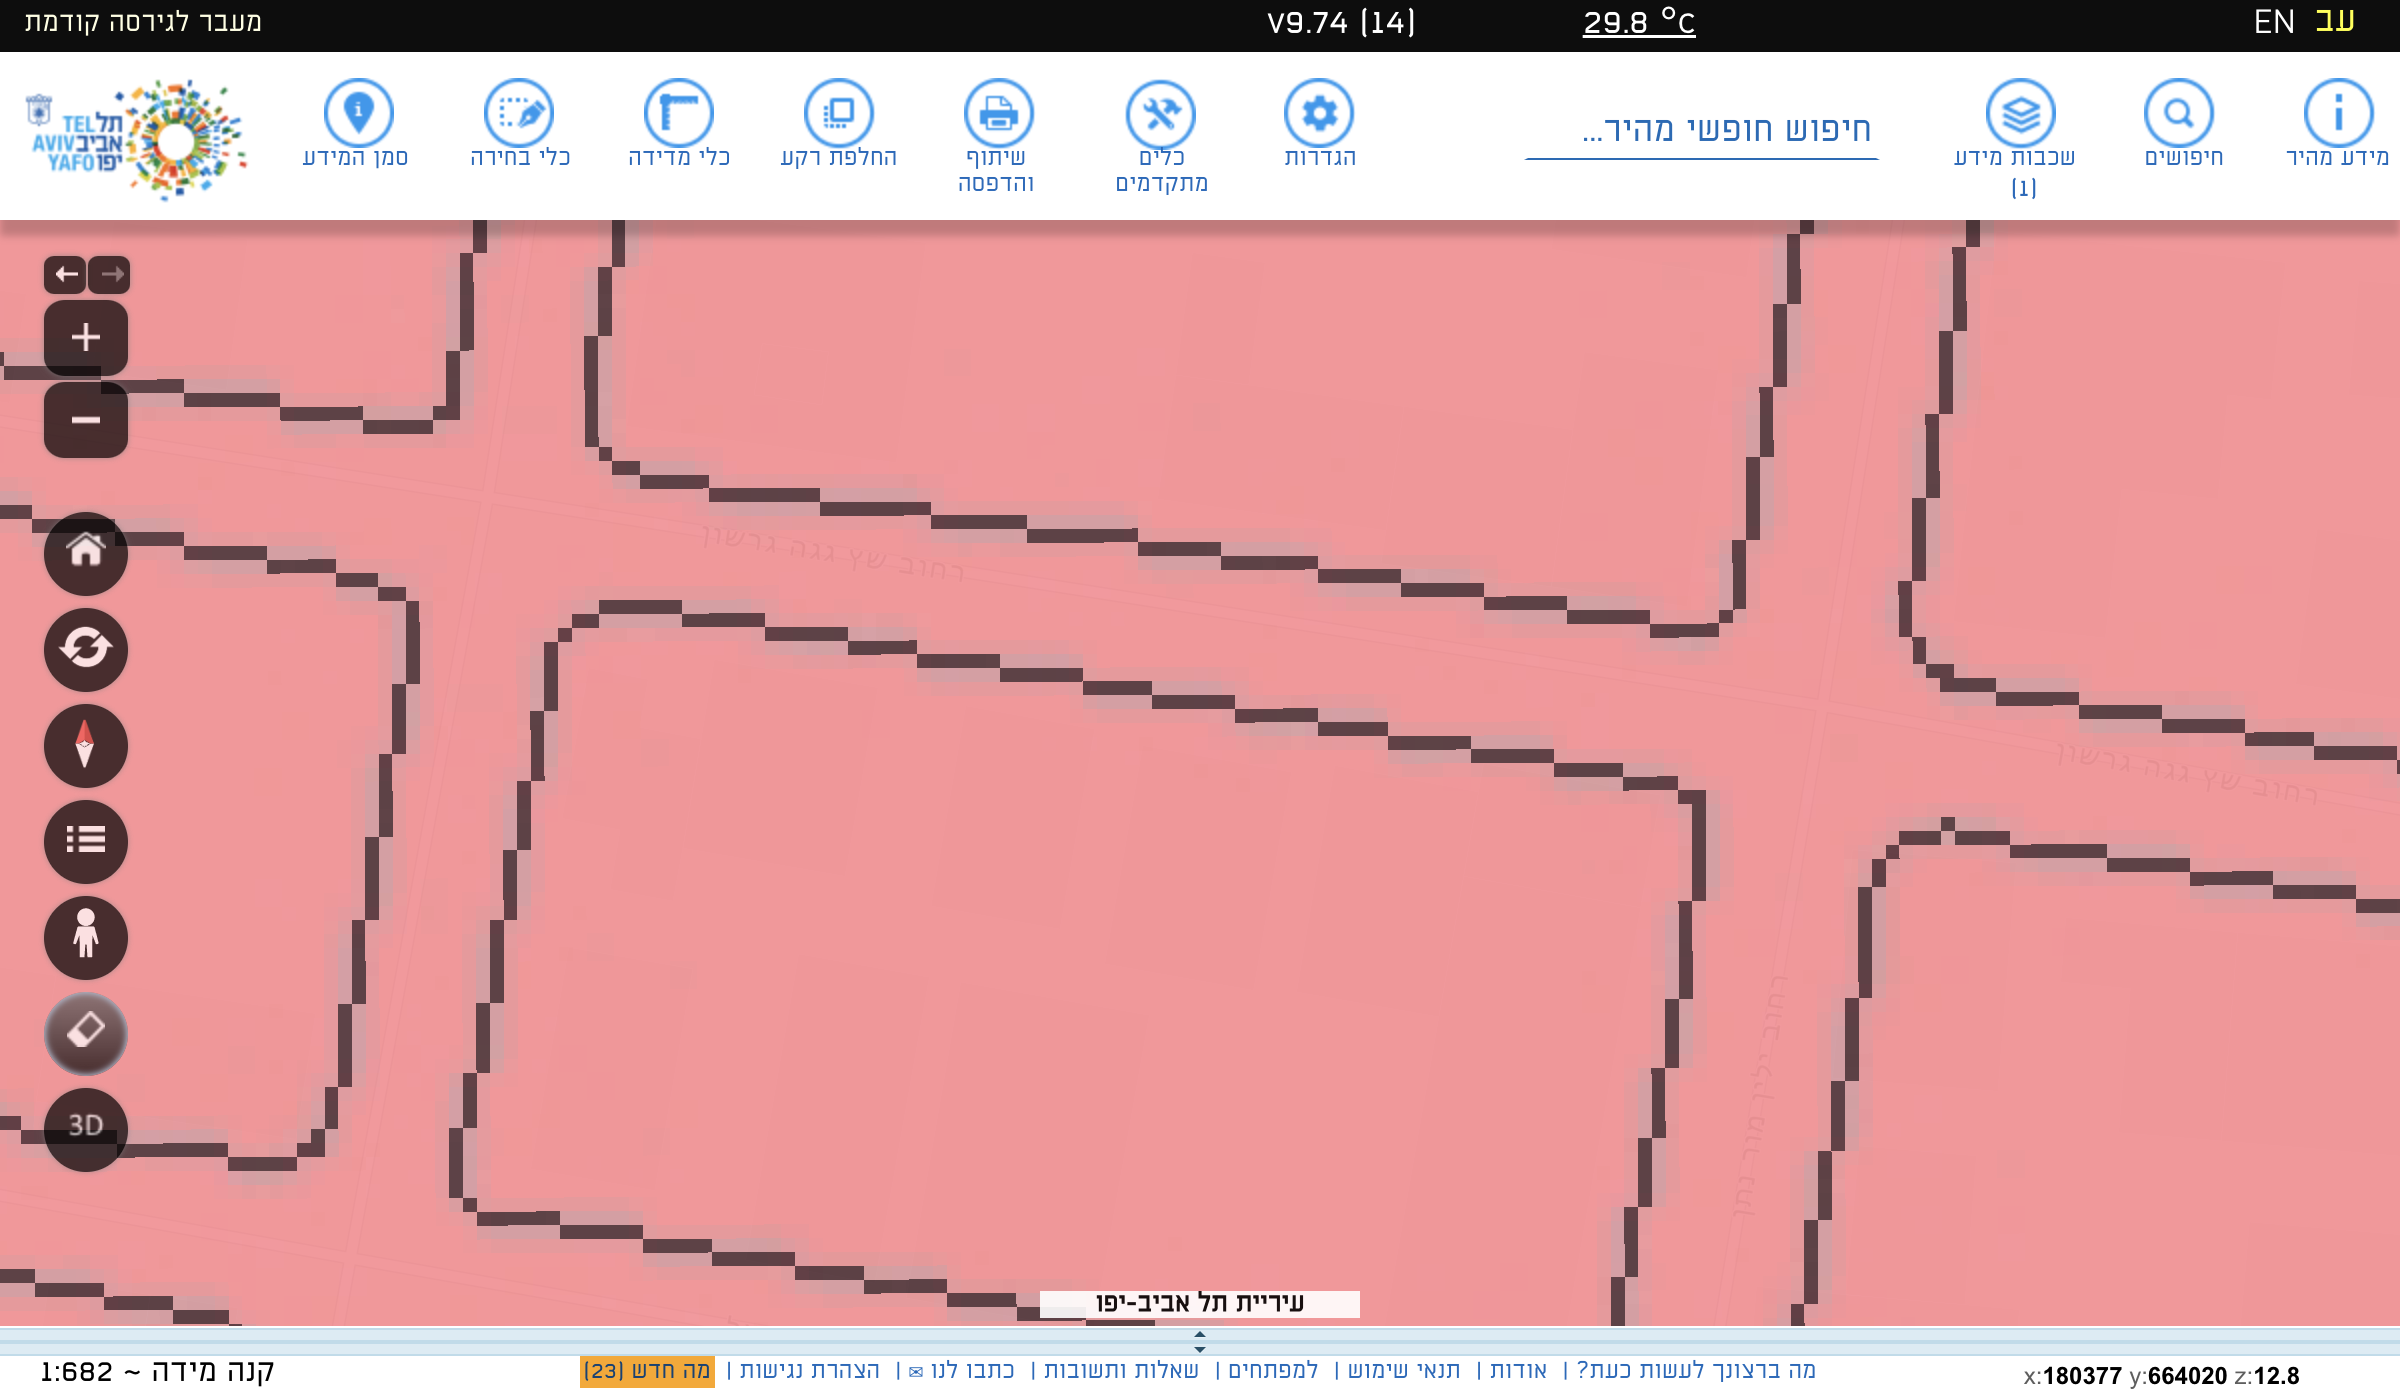 עב EN
29.8 °C
V9.74 (14)
מעבר לגירסה קודמת
מידע מהיר
חיפושים
שכבות מידע
(1)
חיפוש חופשי מהיר...
הגדרות
כלים
מתקדמים
שיתוף
והדפסה
החלפת רקע
כלי מדידה
כלי בחירה
סמן המידע
תל TEL
אביב AVIV
יפו YAFO
רחוב שץ גגה גרשון
רחוב שץ גגה גרשון
רחוב ילין מור נתן
3D
עיריית תל אביב-יפו
מה ברצונך לעשות כעת? | אודות | תנאי שימוש | למפתחים | שאלות ותשובות | כתבו לנו ✉ | הצהרת נגישות | מה חדש (23)
x:180377 y:664020 z:12.8
קנה מידה ~ 1:682